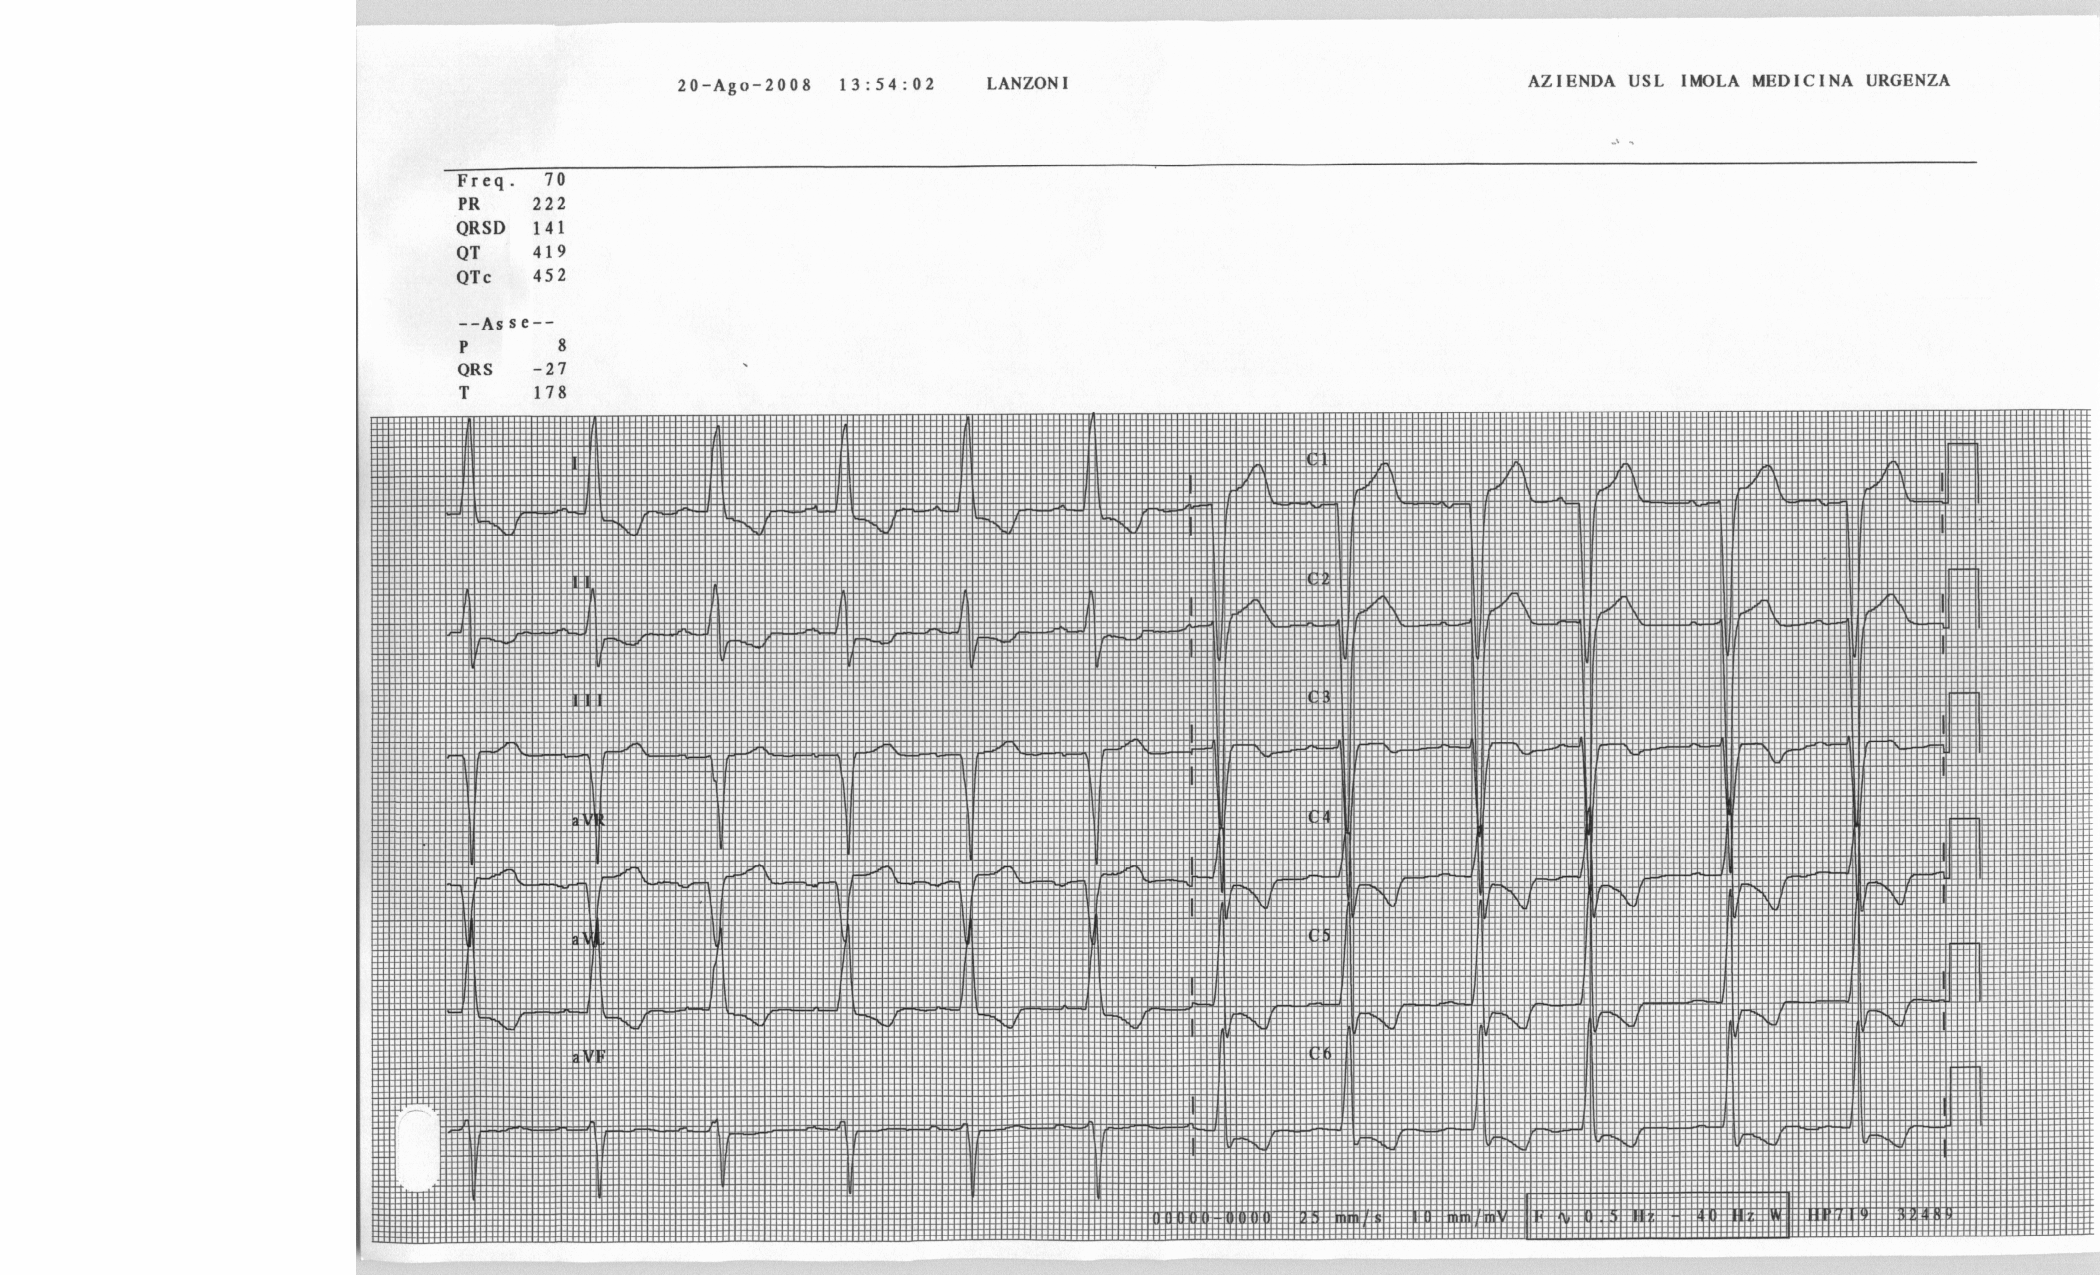 20-Ago-2008 13:54:02 LANZONI AZIENDA USL IMOLA MEDICINA URGENZA
Freq. 70
PR 222
QRSD 141
QT 419
QTc 452
--Asse--
P 8
QRS -27
T 178
I C1
II C2
III C3
aVR C4
aVL C5
aVF C6
00000-0000 25 mm/s 10 mm/mV F ∿ 0.5 Hz - 40 Hz W HP719 32489